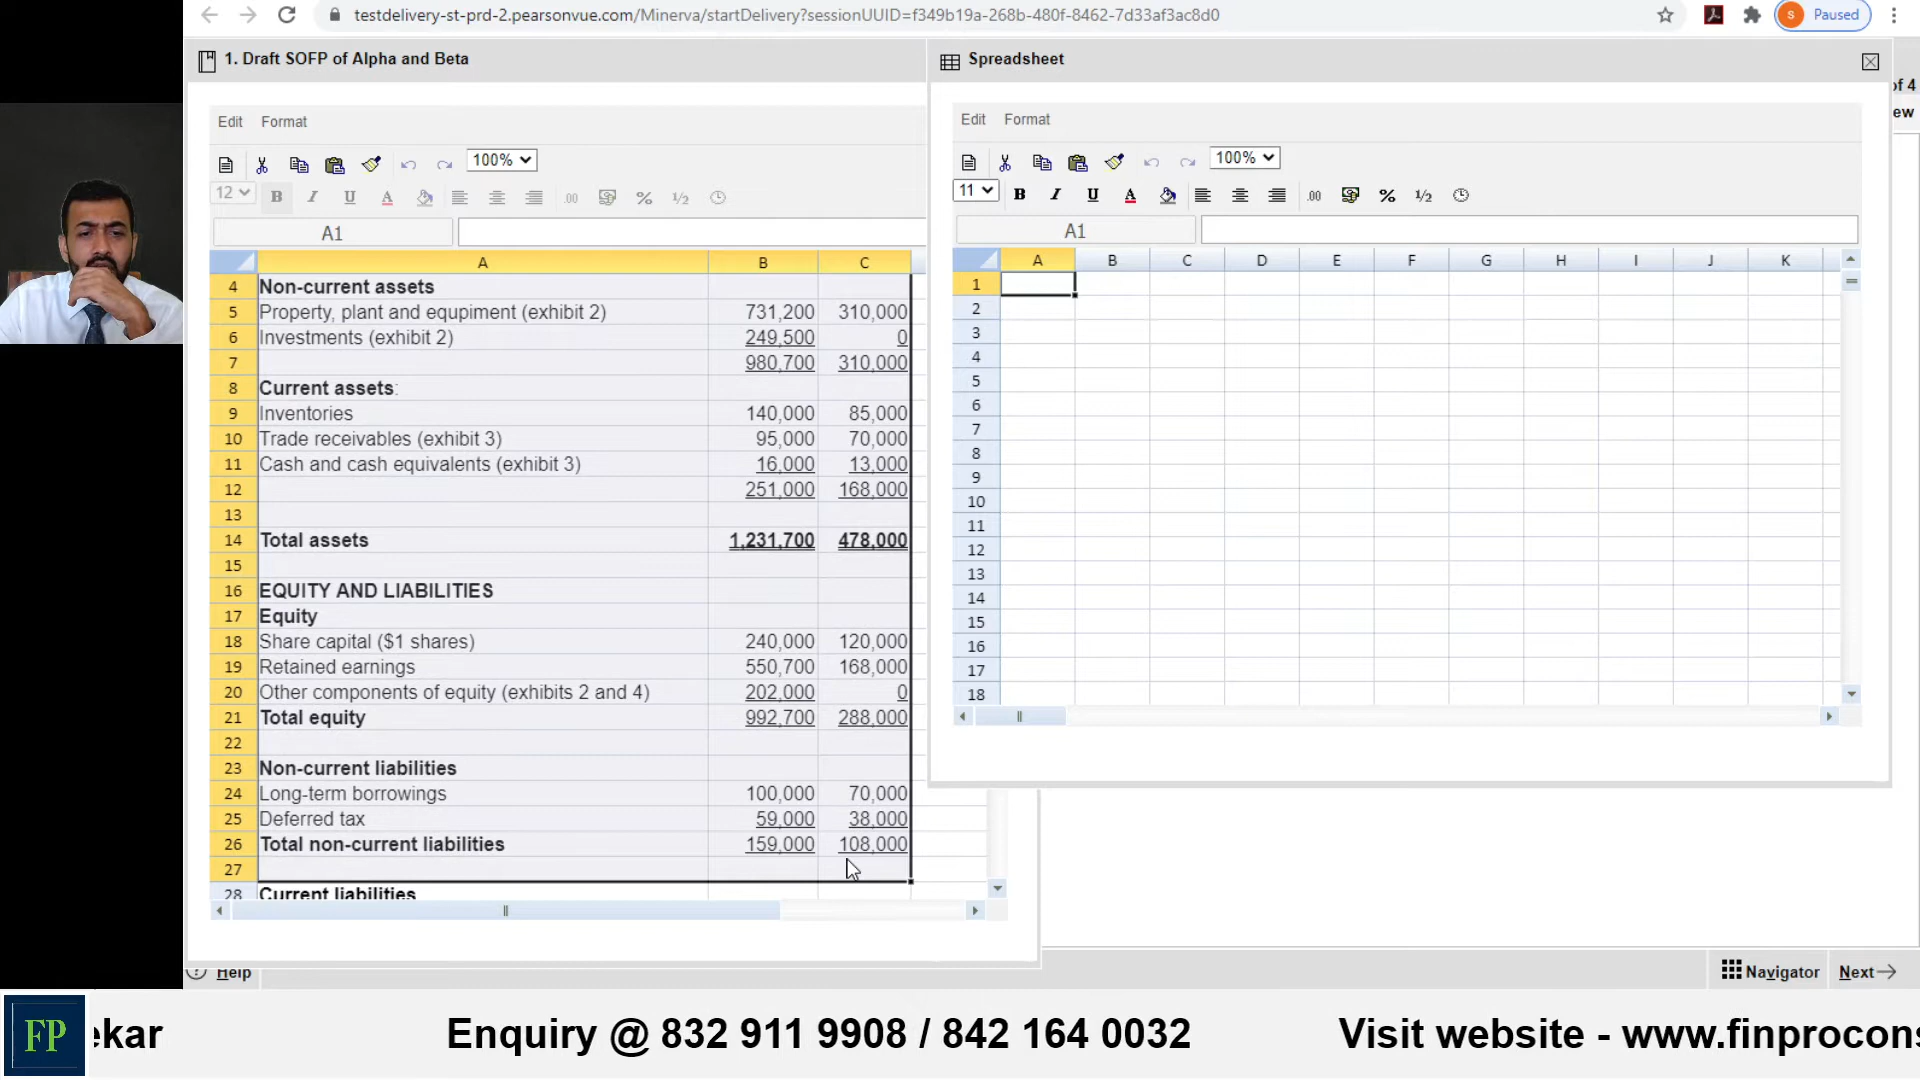 testdelivery-st-prd-2.pearsonvue.com/Minerva/startDelivery?sessionUUID=f349b19a-268b-480f-8462-7d33af3ac8d0
S Paused
1. Draft SOFP of Alpha and Beta
Edit Format
100%
12 B I U A .00 % 1/2
A1
A B C
4 Non-current assets
5 Property, plant and equpiment (exhibit 2) 731,200 310,000
6 Investments (exhibit 2) 249,500 0
7 980,700 310,000
8 Current assets:
9 Inventories 140,000 85,000
10 Trade receivables (exhibit 3) 95,000 70,000
11 Cash and cash equivalents (exhibit 3) 16,000 13,000
12 251,000 168,000
13
14 Total assets 1,231,700 478,000
15
16 EQUITY AND LIABILITIES
17 Equity
18 Share capital ($1 shares) 240,000 120,000
19 Retained earnings 550,700 168,000
20 Other components of equity (exhibits 2 and 4) 202,000 0
21 Total equity 992,700 288,000
22
23 Non-current liabilities
24 Long-term borrowings 100,000 70,000
25 Deferred tax 59,000 38,000
26 Total non-current liabilities 159,000 108,000
27
28 Current liabilities
Spreadsheet
Edit Format
100%
11 B I U A .00 % 1/2
A1
A B C D E F G H I J K
1
2
3
4
5
6
7
8
9
10
11
12
13
14
15
16
17
18
of 4
ew
Help
Navigator Next
FP ekar Enquiry @ 832 911 9908 / 842 164 0032 Visit website - www.finprocons